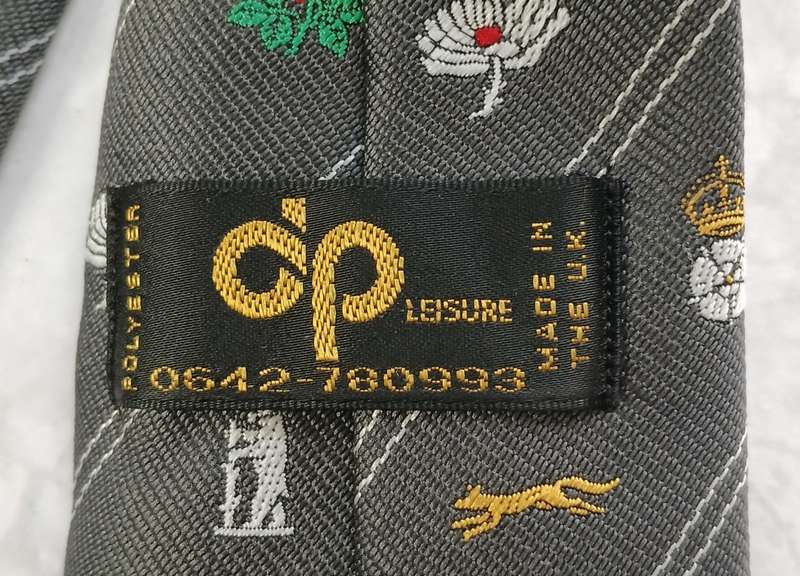 POLYESTER
dp
LEISURE
MADE IN
THE U.K.
0642-780993